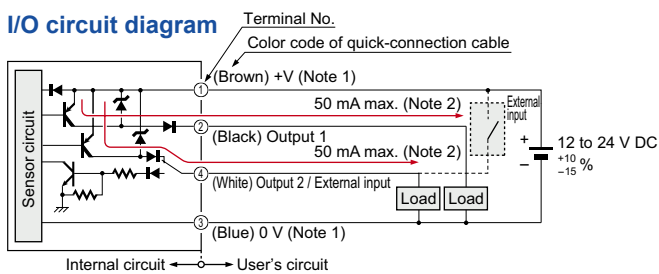 I/O circuit diagram
Terminal No.
Color code of quick-connection cable
1
(Brown) +V (Note 1)
50 mA max. (Note 2)
External
input
2
(Black) Output 1
50 mA max. (Note 2)
+
−
12 to 24 V DC
+10
−15 %
Sensor circuit
4
(White) Output 2 / External input
Load
Load
3
(Blue) 0 V (Note 1)
Internal circuit
User's circuit